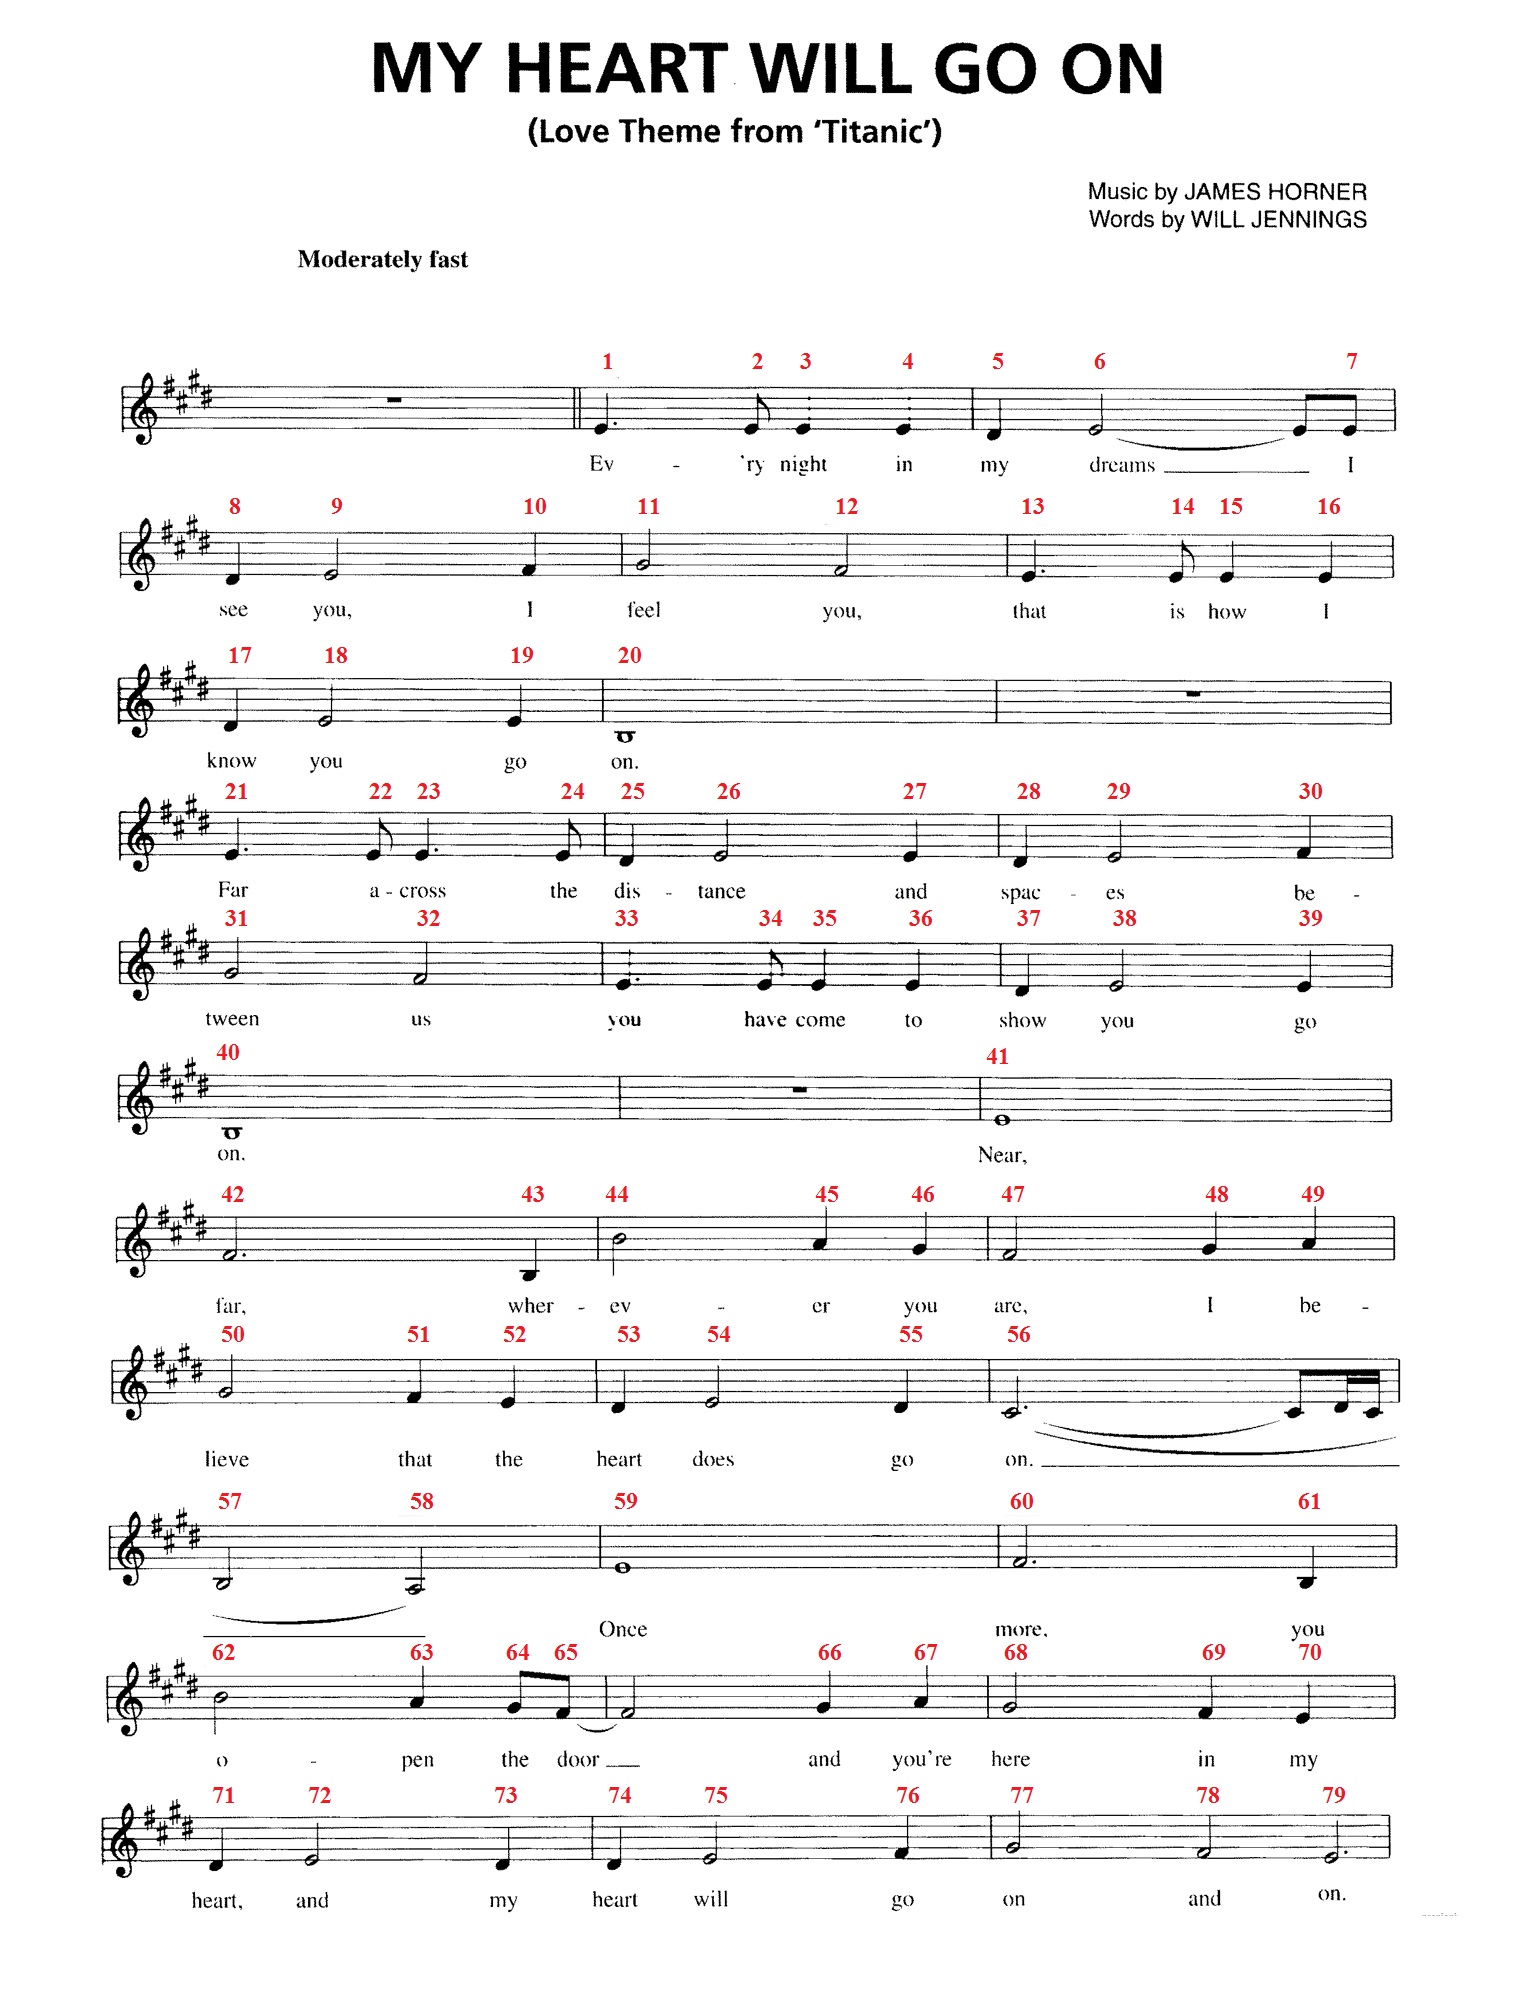 MY HEART WILL GO ON
(Love Theme from ‘Titanic’)
Music by JAMES HORNER
Words by WILL JENNINGS
Moderately fast
1 2 3 4 5 6 7
Ev - 'ry night in my dreams I
8 9 10 11 12 13 14 15 16
see you, I feel you, that is how I
17 18 19 20
know you go on.
21 22 23 24 25 26 27 28 29 30
Far a - cross the dis - tance and spac - es be -
31 32 33 34 35 36 37 38 39
tween us you have come to show you go
40 41
on. Near,
42 43 44 45 46 47 48 49
far, wher - ev - er you are, I be -
50 51 52 53 54 55 56
lieve that the heart does go on.
57 58 59 60 61
Once more, you
62 63 64 65 66 67 68 69 70
o - pen the door and you're here in my
71 72 73 74 75 76 77 78 79
heart, and my heart will go on and on.